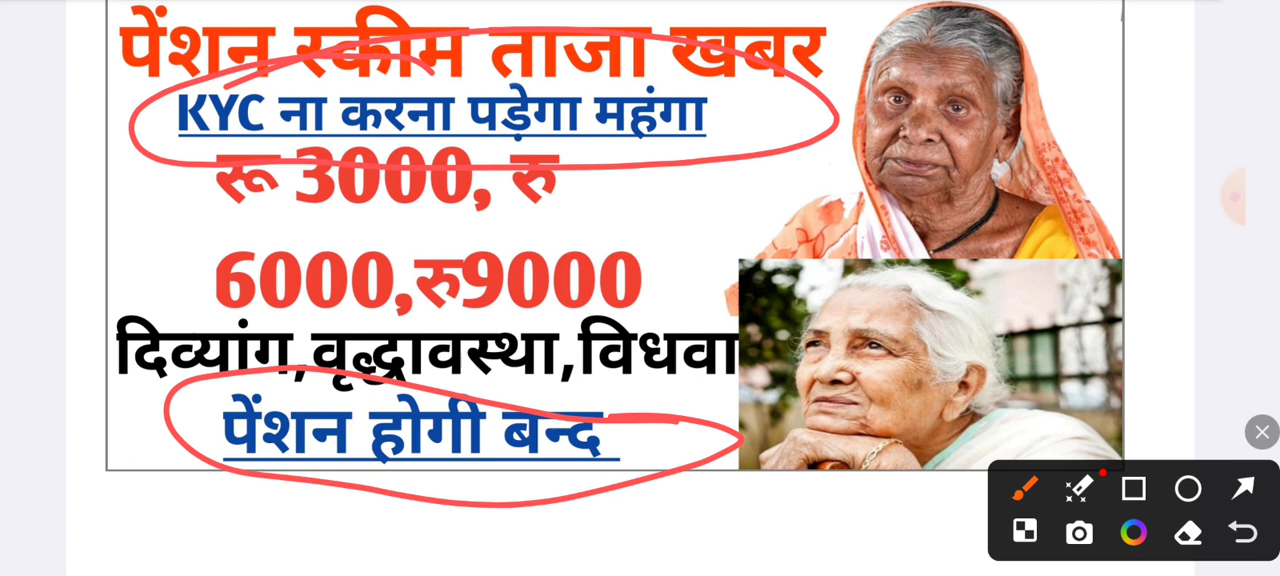 पेंशन स्कीम ताजा खबर
KYC ना करना पड़ेगा महंगा
रू 3000, रु
6000,रु9000
दिव्यांग,वृद्धावस्था,विधवा
पेंशन होगी बन्द